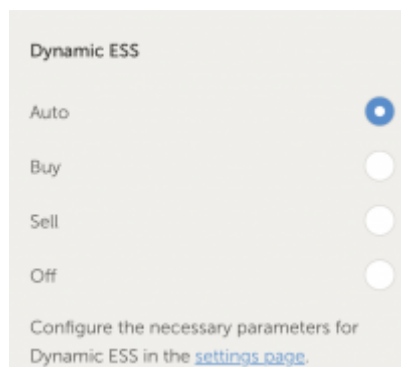 Dynamic ESS
Auto
Buy
Sell
Off
Configure the necessary parameters for
Dynamic ESS in the settings page.